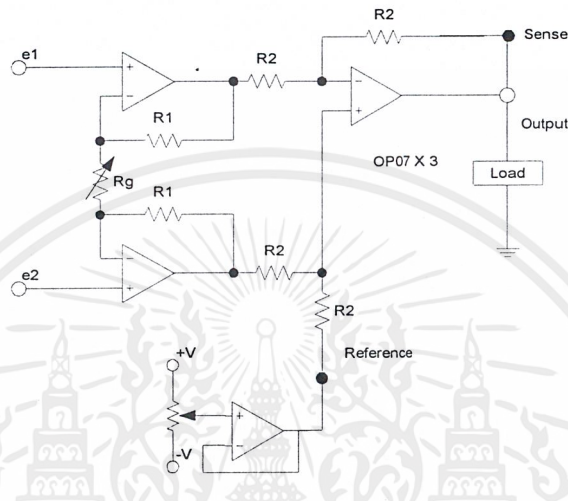 R2
Sense
e1
R2
R1
Output
OP07 X 3
Rg
Load
R1
e2
R2
R2
Reference
+V
-V